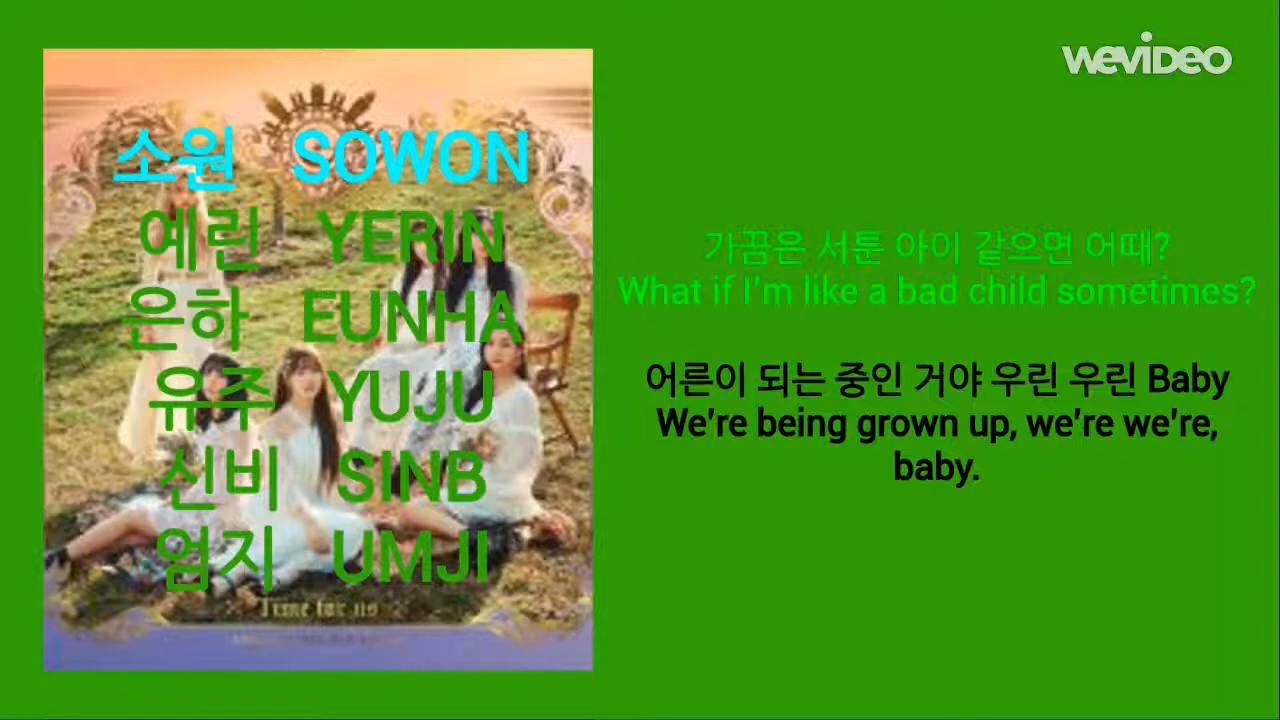 wevideo
소원 SOWON
예린 YERIN
은하 EUNHA
유주 YUJU
신비 SINB
엄지 UMJI
Time for us
가끔은 서툰 아이 같으면 어때?
What if I'm like a bad child sometimes?
어른이 되는 중인 거야 우린 우린 Baby
We're being grown up, we're we're,
baby.